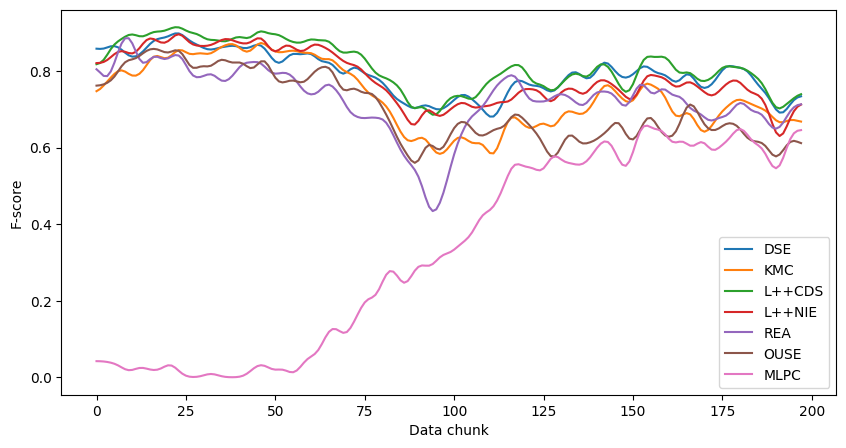 F-score
0.8
0.6
0.4
0.2
0.0
0
25
50
75
100
125
150
175
200
Data chunk
DSE
KMC
L++CDS
L++NIE
REA
OUSE
MLPC